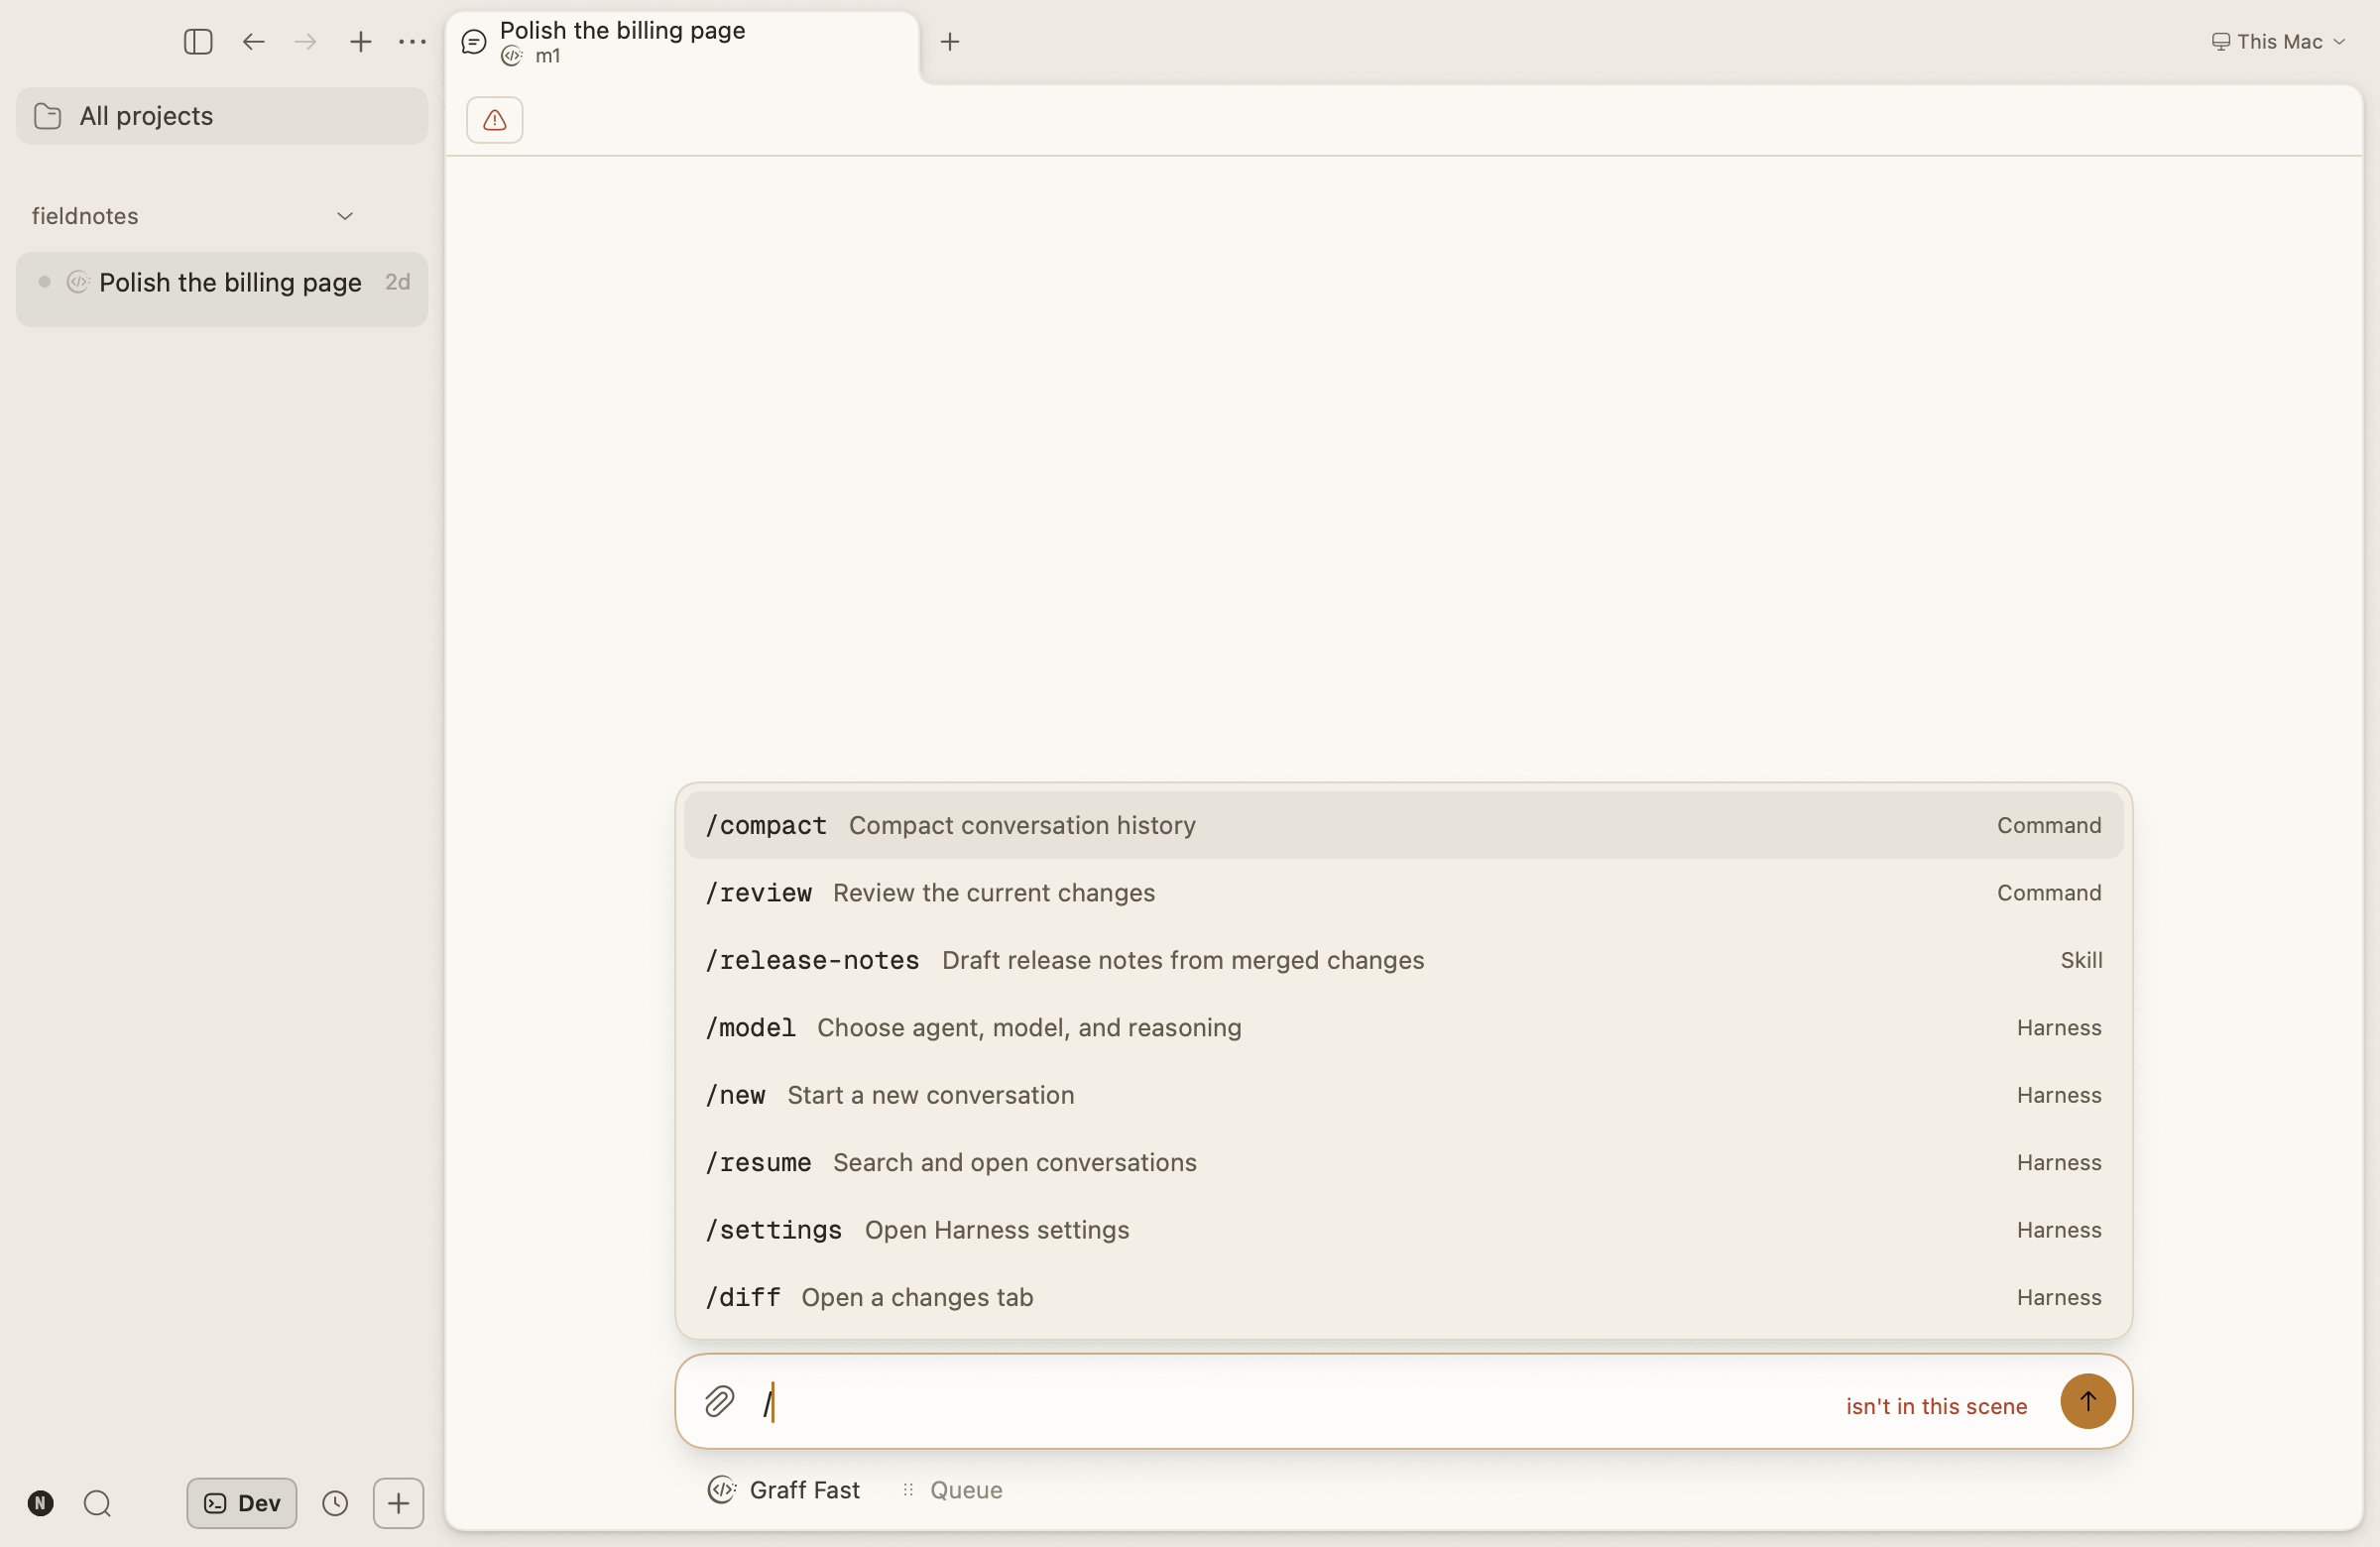 Polish the billing page
m1
This Mac
All projects
fieldnotes
Polish the billing page 2d
/compact Compact conversation history Command
/review Review the current changes Command
/release-notes Draft release notes from merged changes Skill
/model Choose agent, model, and reasoning Harness
/new Start a new conversation Harness
/resume Search and open conversations Harness
/settings Open Harness settings Harness
/diff Open a changes tab Harness
/ isn't in this scene
Graff Fast Queue
N Dev